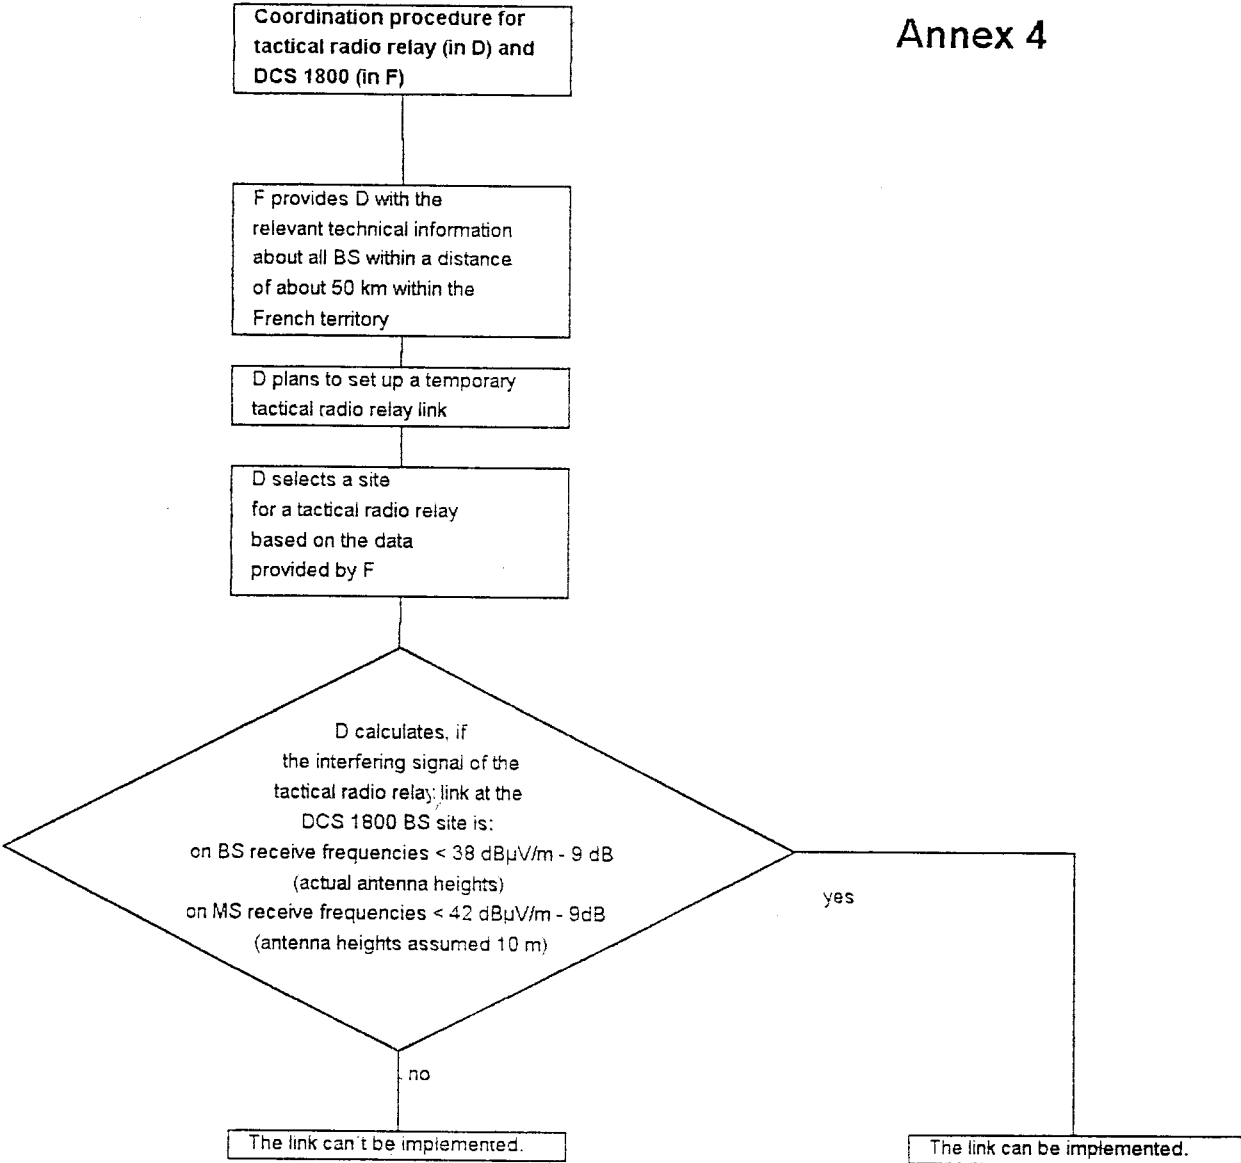 Annex 4
Coordination procedure for
tactical radio relay (in D) and
DCS 1800 (in F)
F provides D with the
relevant technical information
about all BS within a distance
of about 50 km within the
French territory
D plans to set up a temporary
tactical radio relay link
D selects a site
for a tactical radio relay
based on the data
provided by F
D calculates, if
the interfering signal of the
tactical radio relay link at the
DCS 1800 BS site is:
on BS receive frequencies < 38 dBµV/m - 9 dB
(actual antenna heights)
on MS receive frequencies < 42 dBµV/m - 9dB
(antenna heights assumed 10 m)
yes
no
The link can't be implemented.
The link can be implemented.